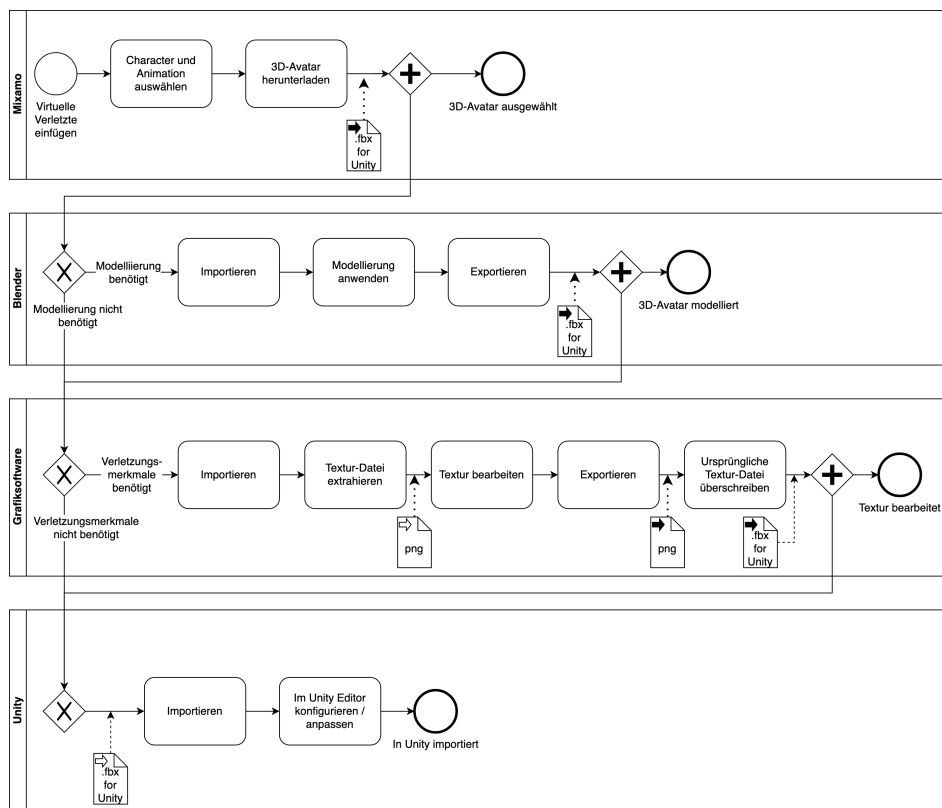 Mixamo
Virtuelle
Verletzte
einfügen
Character und
Animation
auswählen
3D-Avatar
herunterladen
.fbx
for
Unity
3D-Avatar ausgewählt
Blender
Modelliierung
benötigt
Modellierung nicht
benötigt
Importieren
Modellierung
anwenden
Exportieren
.fbx
for
Unity
3D-Avatar modelliert
Grafiksoftware
Verletzungs-
merkmale
benötigt
Verletzungsmerkmale
nicht benötigt
Importieren
Textur-Datei
extrahieren
png
Textur bearbeiten
Exportieren
png
Ursprüngliche
Textur-Datei
überschreiben
.fbx
for
Unity
Textur bearbeitet
Unity
.fbx
for
Unity
Importieren
Im Unity Editor
konfigurieren /
anpassen
In Unity importiert